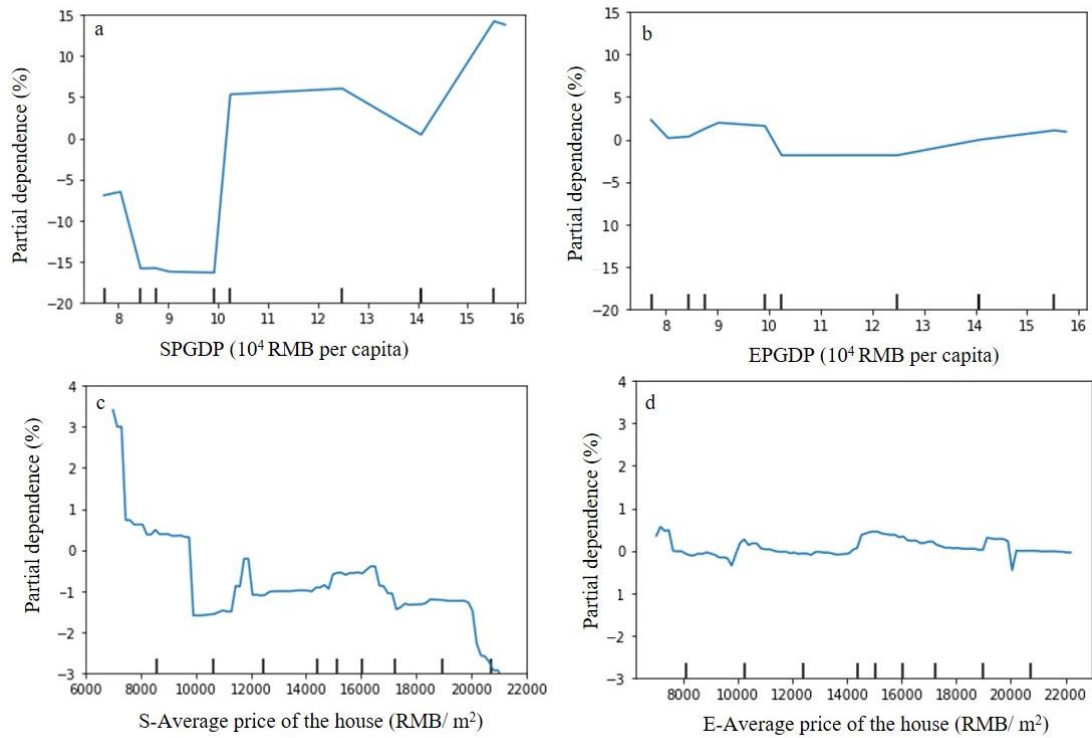 a
Partial dependence (%)
15
10
5
0
−5
−10
−15
−20
8 9 10 11 12 13 14 15 16
SPGDP (10⁴ RMB per capita)
b
Partial dependence (%)
15
10
5
0
−5
−10
−15
−20
8 9 10 11 12 13 14 15 16
EPGDP (10⁴ RMB per capita)
c
Partial dependence (%)
4
3
2
1
0
−1
−2
−3
6000 8000 10000 12000 14000 16000 18000 20000 22000
S-Average price of the house (RMB/ m²)
d
Partial dependence (%)
4
3
2
1
0
−1
−2
−3
8000 10000 12000 14000 16000 18000 20000 22000
E-Average price of the house (RMB/ m²)